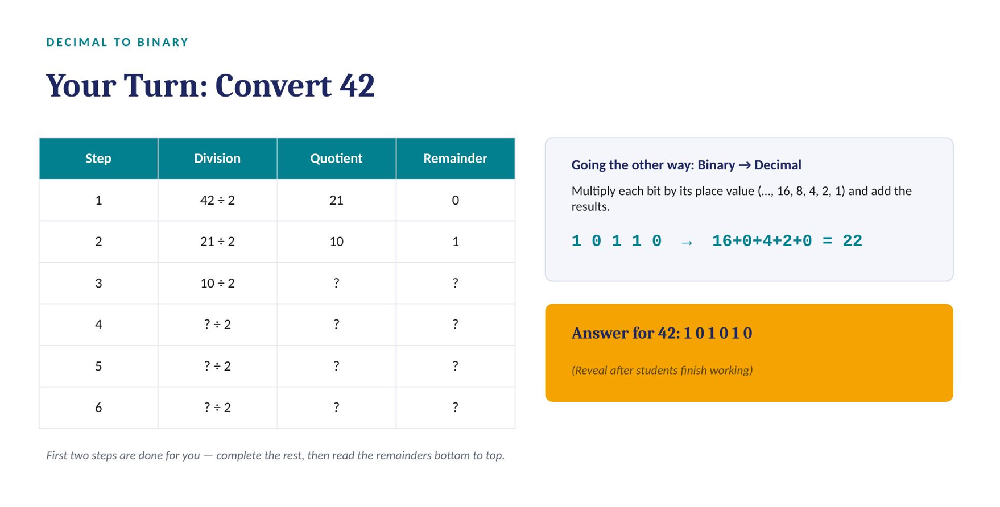 DECIMAL TO BINARY
Your Turn: Convert 42
Step Division Quotient Remainder
1 42 ÷ 2 21 0
2 21 ÷ 2 10 1
3 10 ÷ 2 ? ?
4 ? ÷ 2 ? ?
5 ? ÷ 2 ? ?
6 ? ÷ 2 ? ?
First two steps are done for you — complete the rest, then read the remainders bottom to top.
Going the other way: Binary → Decimal
Multiply each bit by its place value (…, 16, 8, 4, 2, 1) and add the
results.
1 0 1 1 0 → 16+0+4+2+0 = 22
Answer for 42: 1 0 1 0 1 0
(Reveal after students finish working)